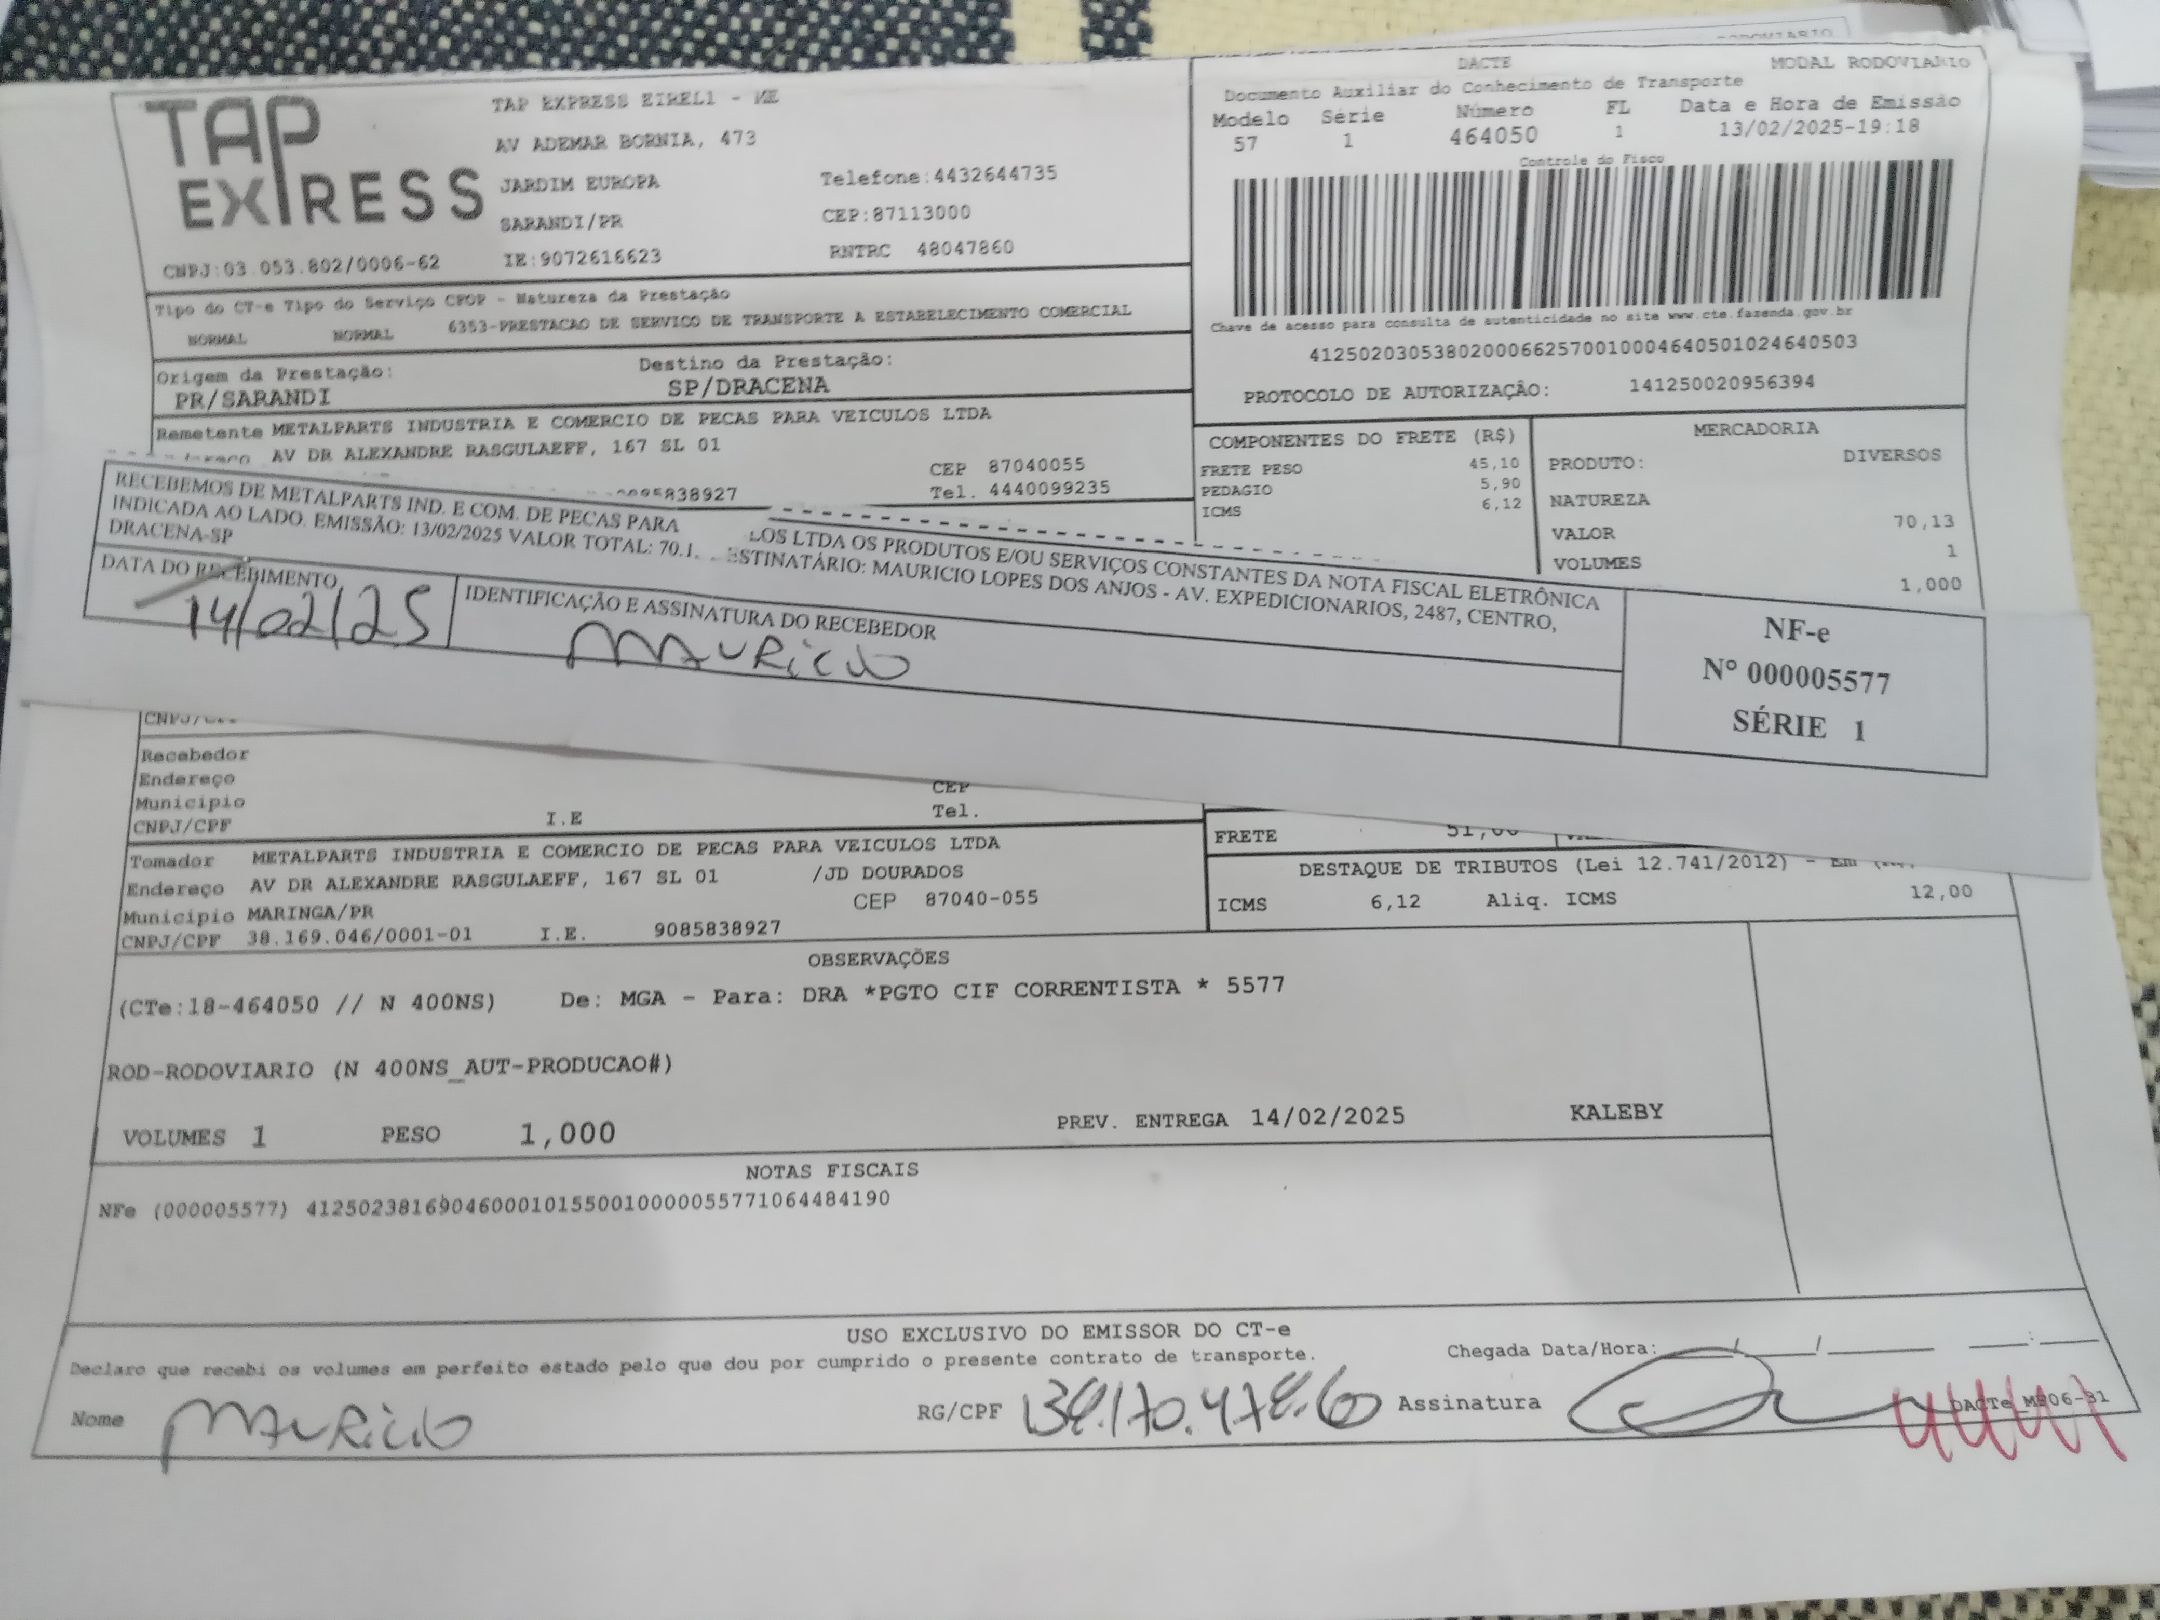 TAP
EXPRESS
TAP EXPRESS EIRELI - ME
AV ADEMAR BORNIA, 473
JARDIM EUROPA
Telefone:4432644735
SARANDI/PR
CEP:87113000
CNPJ:03.053.802/0006-62
IE:9072616623
RNTRC 48047860
DACTE
MODAL RODOVIARIO
Documento Auxiliar do Conhecimento de Transporte
Modelo Série Número FL Data e Hora de Emissão
57 1 464050 1 13/02/2025-19:18
Controle do Fisco
Chave de acesso para consulta de autenticidade no site www.cte.fazenda.gov.br
41250203053802000662570010004640501024640503
PROTOCOLO DE AUTORIZAÇÃO: 141250020956394
Tipo do CT-e Tipo do Serviço CFOP - Natureza da Prestação
NORMAL NORMAL 6353-PRESTACAO DE SERVICO DE TRANSPORTE A ESTABELECIMENTO COMERCIAL
Origem da Prestação: Destino da Prestação:
PR/SARANDI SP/DRACENA
Remetente METALPARTS INDUSTRIA E COMERCIO DE PECAS PARA VEICULOS LTDA
AV DR ALEXANDRE RASGULAEFF, 167 SL 01
CEP 87040055
9085838927 Tel. 4440099235
COMPONENTES DO FRETE (R$)
FRETE PESO 45,10
PEDAGIO 5,90
ICMS 6,12
MERCADORIA
PRODUTO: DIVERSOS
NATUREZA
VALOR 70,13
VOLUMES 1
1,000
RECEBEMOS DE METALPARTS IND. E COM. DE PECAS PARA LOS LTDA OS PRODUTOS E/OU SERVIÇOS CONSTANTES DA NOTA FISCAL ELETRÔNICA
INDICADA AO LADO. EMISSÃO: 13/02/2025 VALOR TOTAL: 70.1 ESTINATÁRIO: MAURICIO LOPES DOS ANJOS - AV. EXPEDICIONARIOS, 2487, CENTRO,
DRACENA-SP
DATA DO RECEBIMENTO
14/02/25
IDENTIFICAÇÃO E ASSINATURA DO RECEBEDOR
MAURiCiO
NF-e
Nº 000005577
SÉRIE 1
CNPJ/
Recebedor
Endereço CEP
Municipio Tel.
CNPJ/CPF I.E
FRETE 51,00
Tomador METALPARTS INDUSTRIA E COMERCIO DE PECAS PARA VEICULOS LTDA
Endereço AV DR ALEXANDRE RASGULAEFF, 167 SL 01 /JD DOURADOS
Municipio MARINGA/PR CEP 87040-055
CNPJ/CPF 38.169.046/0001-01 I.E. 9085838927
DESTAQUE DE TRIBUTOS (Lei 12.741/2012) - Em
ICMS 6,12 Aliq. ICMS 12,00
OBSERVAÇÕES
(CTe:18-464050 // N 400NS) De: MGA - Para: DRA *PGTO CIF CORRENTISTA * 5577
ROD-RODOVIARIO (N 400NS_AUT-PRODUCAO#)
VOLUMES 1 PESO 1,000 PREV. ENTREGA 14/02/2025 KALEBY
NOTAS FISCAIS
NFe (000005577) 41250238169046000101550010000055771064484190
USO EXCLUSIVO DO EMISSOR DO CT-e
Declaro que recebi os volumes em perfeito estado pelo que dou por cumprido o presente contrato de transporte.
Chegada Data/Hora: / / :
Nome MAURiCiO RG/CPF 138.170.478-60 Assinatura